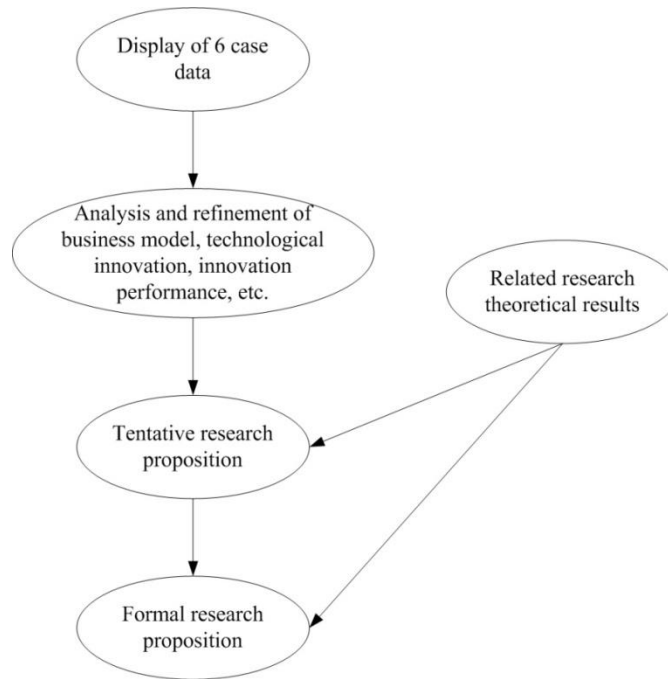 Display of 6 case
data
Analysis and refinement of
business model, technological
innovation, innovation
performance, etc.
Related research
theoretical results
Tentative research
proposition
Formal research
proposition